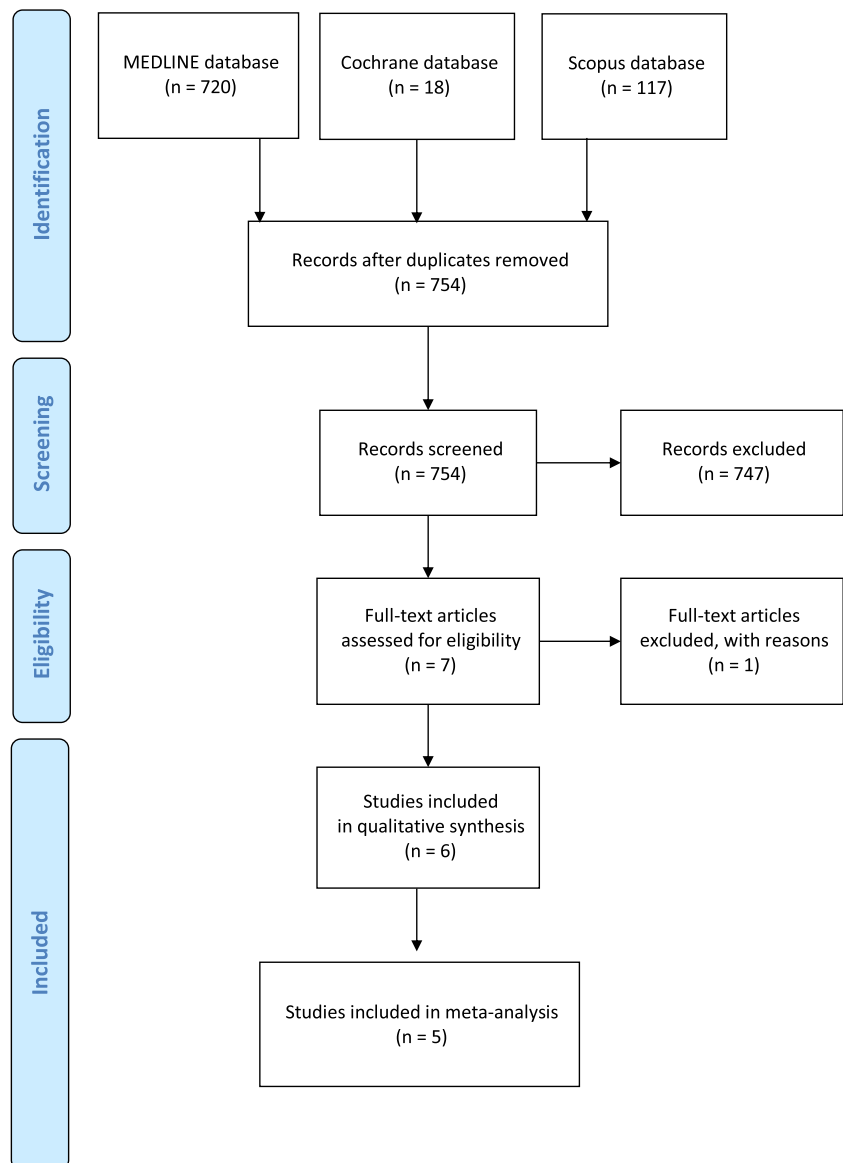 Identification
MEDLINE database
(n = 720)
Cochrane database
(n = 18)
Scopus database
(n = 117)
Records after duplicates removed
(n = 754)
Screening
Records screened
(n = 754)
Records excluded
(n = 747)
Eligibility
Full-text articles
assessed for eligibility
(n = 7)
Full-text articles
excluded, with reasons
(n = 1)
Included
Studies included
in qualitative synthesis
(n = 6)
Studies included in meta-analysis
(n = 5)